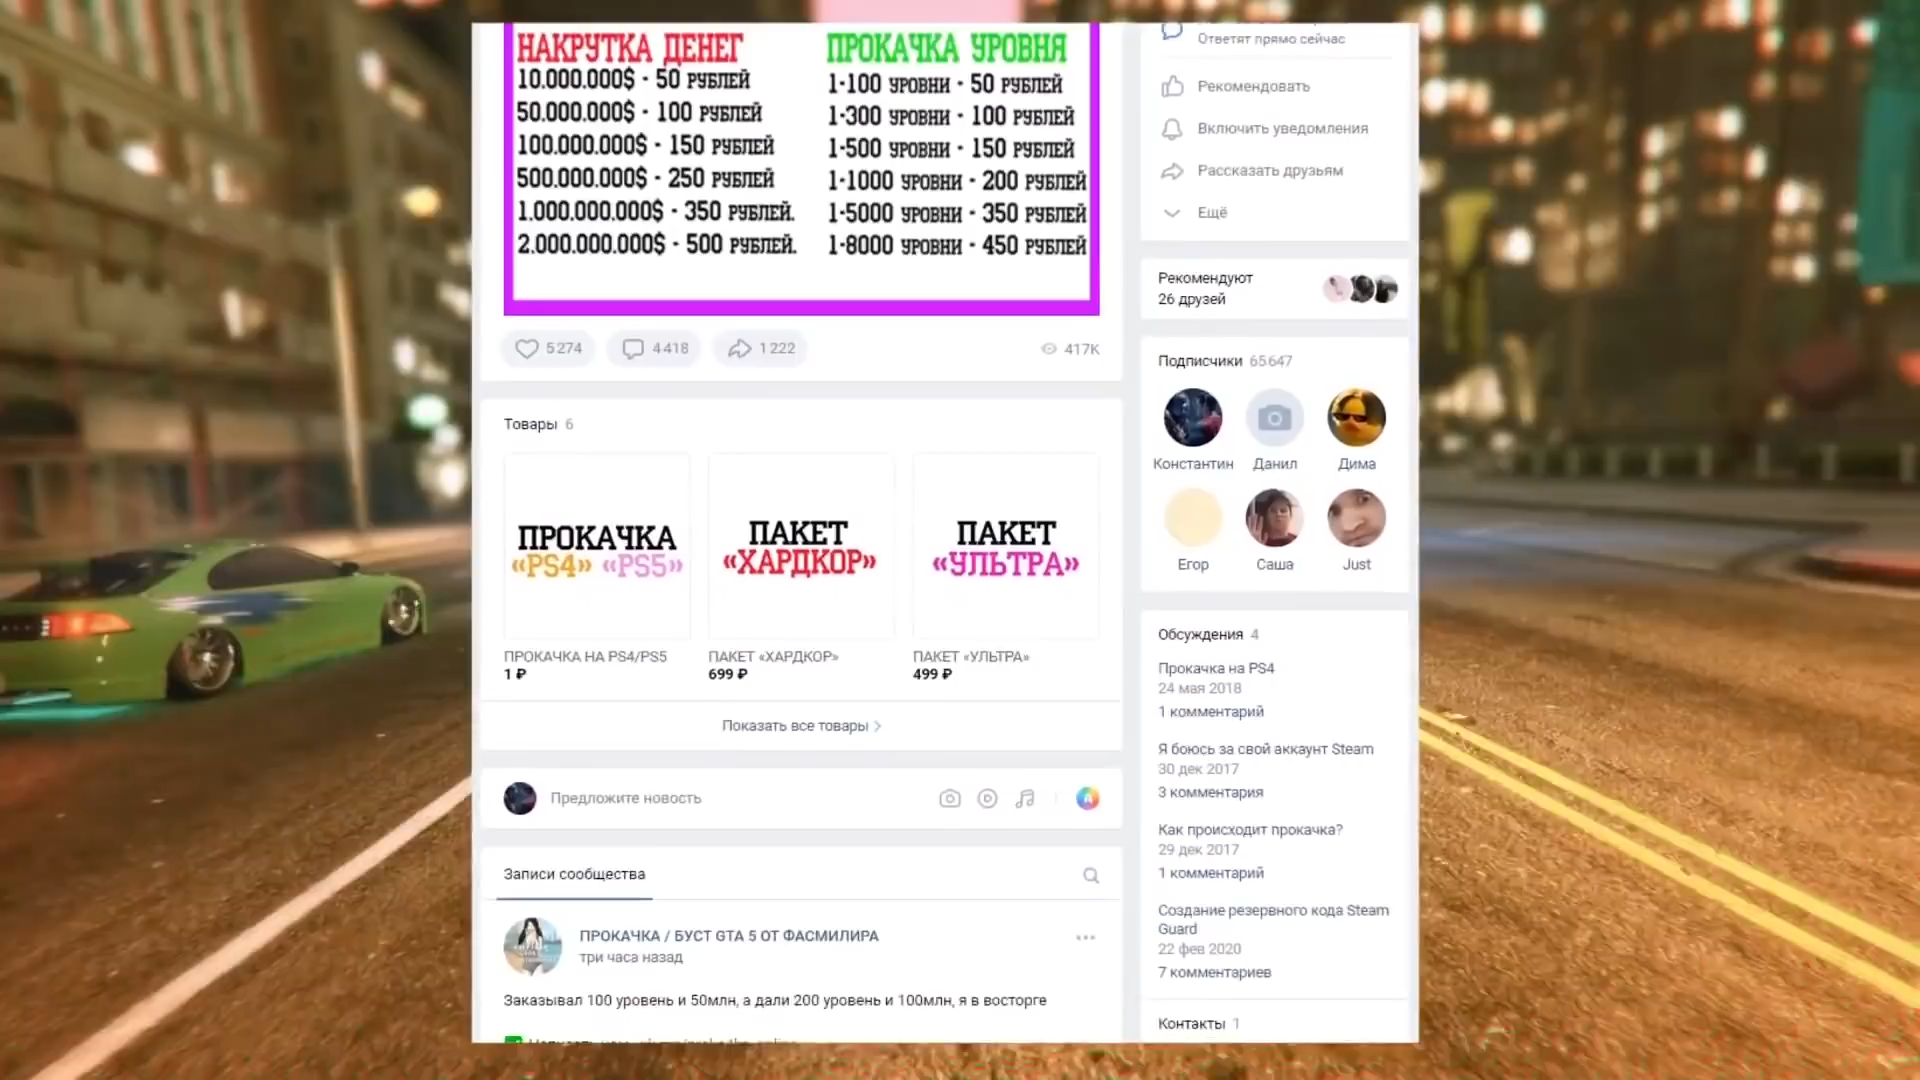 НАКРУТКА ДЕНЕГ
10.000.000$ - 50 РУБЛЕЙ
50.000.000$ - 100 РУБЛЕЙ
100.000.000$ - 150 РУБЛЕЙ
500.000.000$ - 250 РУБЛЕЙ
1.000.000.000$ - 350 РУБЛЕЙ.
2.000.000.000$ - 500 РУБЛЕЙ.
ПРОКАЧКА УРОВНЯ
1-100 УРОВНИ - 50 РУБЛЕЙ
1-300 УРОВНИ - 100 РУБЛЕЙ
1-500 УРОВНИ - 150 РУБЛЕЙ
1-1000 УРОВНИ - 200 РУБЛЕЙ
1-5000 УРОВНИ - 350 РУБЛЕЙ
1-8000 УРОВНИ - 450 РУБЛЕЙ
5 274
4 418
1 222
417K
Товары 6
ПРОКАЧКА
«PS4» «PS5»
ПАКЕТ
«ХАРДКОР»
ПАКЕТ
«УЛЬТРА»
ПРОКАЧКА НА PS4/PS5
1 ₽
ПАКЕТ «ХАРДКОР»
699 ₽
ПАКЕТ «УЛЬТРА»
499 ₽
Показать все товары
Предложите новость
Записи сообщества
ПРОКАЧКА / БУСТ GTA 5 ОТ ФАСМИЛИРА
три часа назад
Заказывал 100 уровень и 50млн, а дали 200 уровень и 100млн, я в восторге
Ответят прямо сейчас
Рекомендовать
Включить уведомления
Рассказать друзьям
Ещё
Рекомендуют
26 друзей
Подписчики 65 647
Константин
Данил
Дима
Егор
Саша
Just
Обсуждения 4
Прокачка на PS4
24 мая 2018
1 комментарий
Я боюсь за свой аккаунт Steam
30 дек 2017
3 комментария
Как происходит прокачка?
29 дек 2017
1 комментарий
Создание резервного кода Steam
Guard
22 фев 2020
7 комментариев
Контакты 1